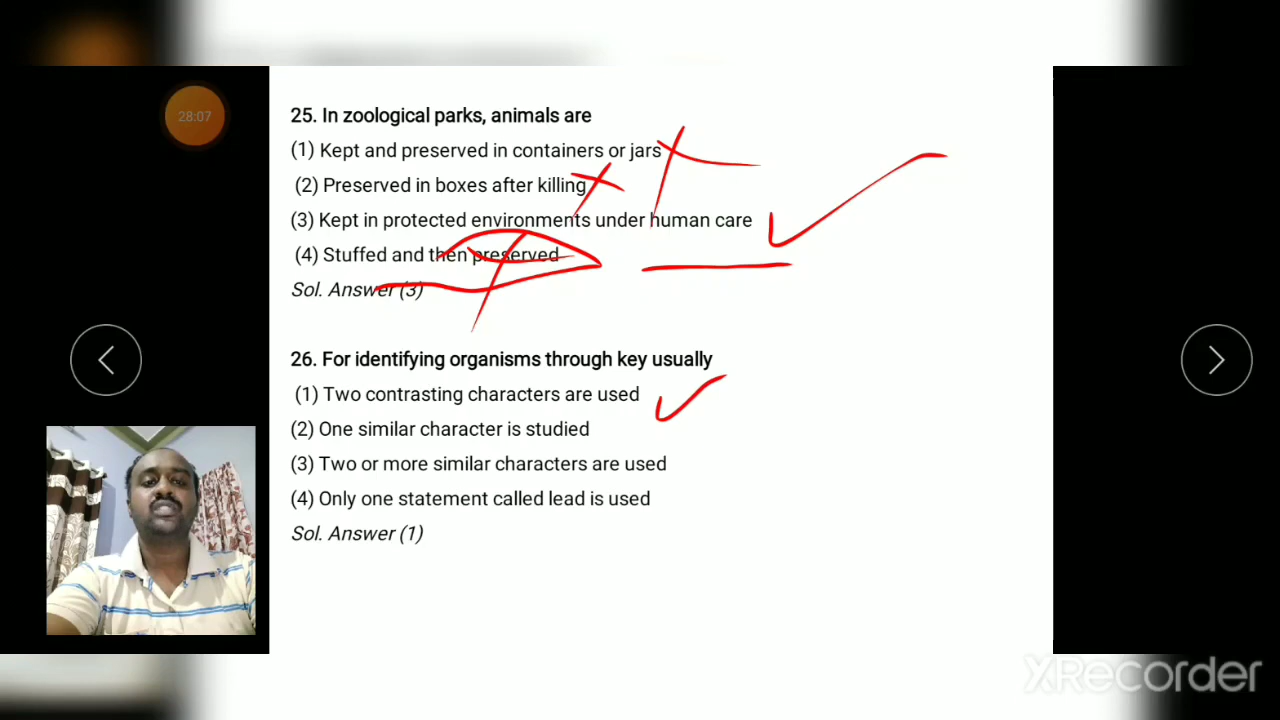 28:07
25. In zoological parks, animals are
(1) Kept and preserved in containers or jars
(2) Preserved in boxes after killing
(3) Kept in protected environments under human care
(4) Stuffed and then preserved
Sol. Answer (3)
26. For identifying organisms through key usually
(1) Two contrasting characters are used
(2) One similar character is studied
(3) Two or more similar characters are used
(4) Only one statement called lead is used
Sol. Answer (1)
XRecorder